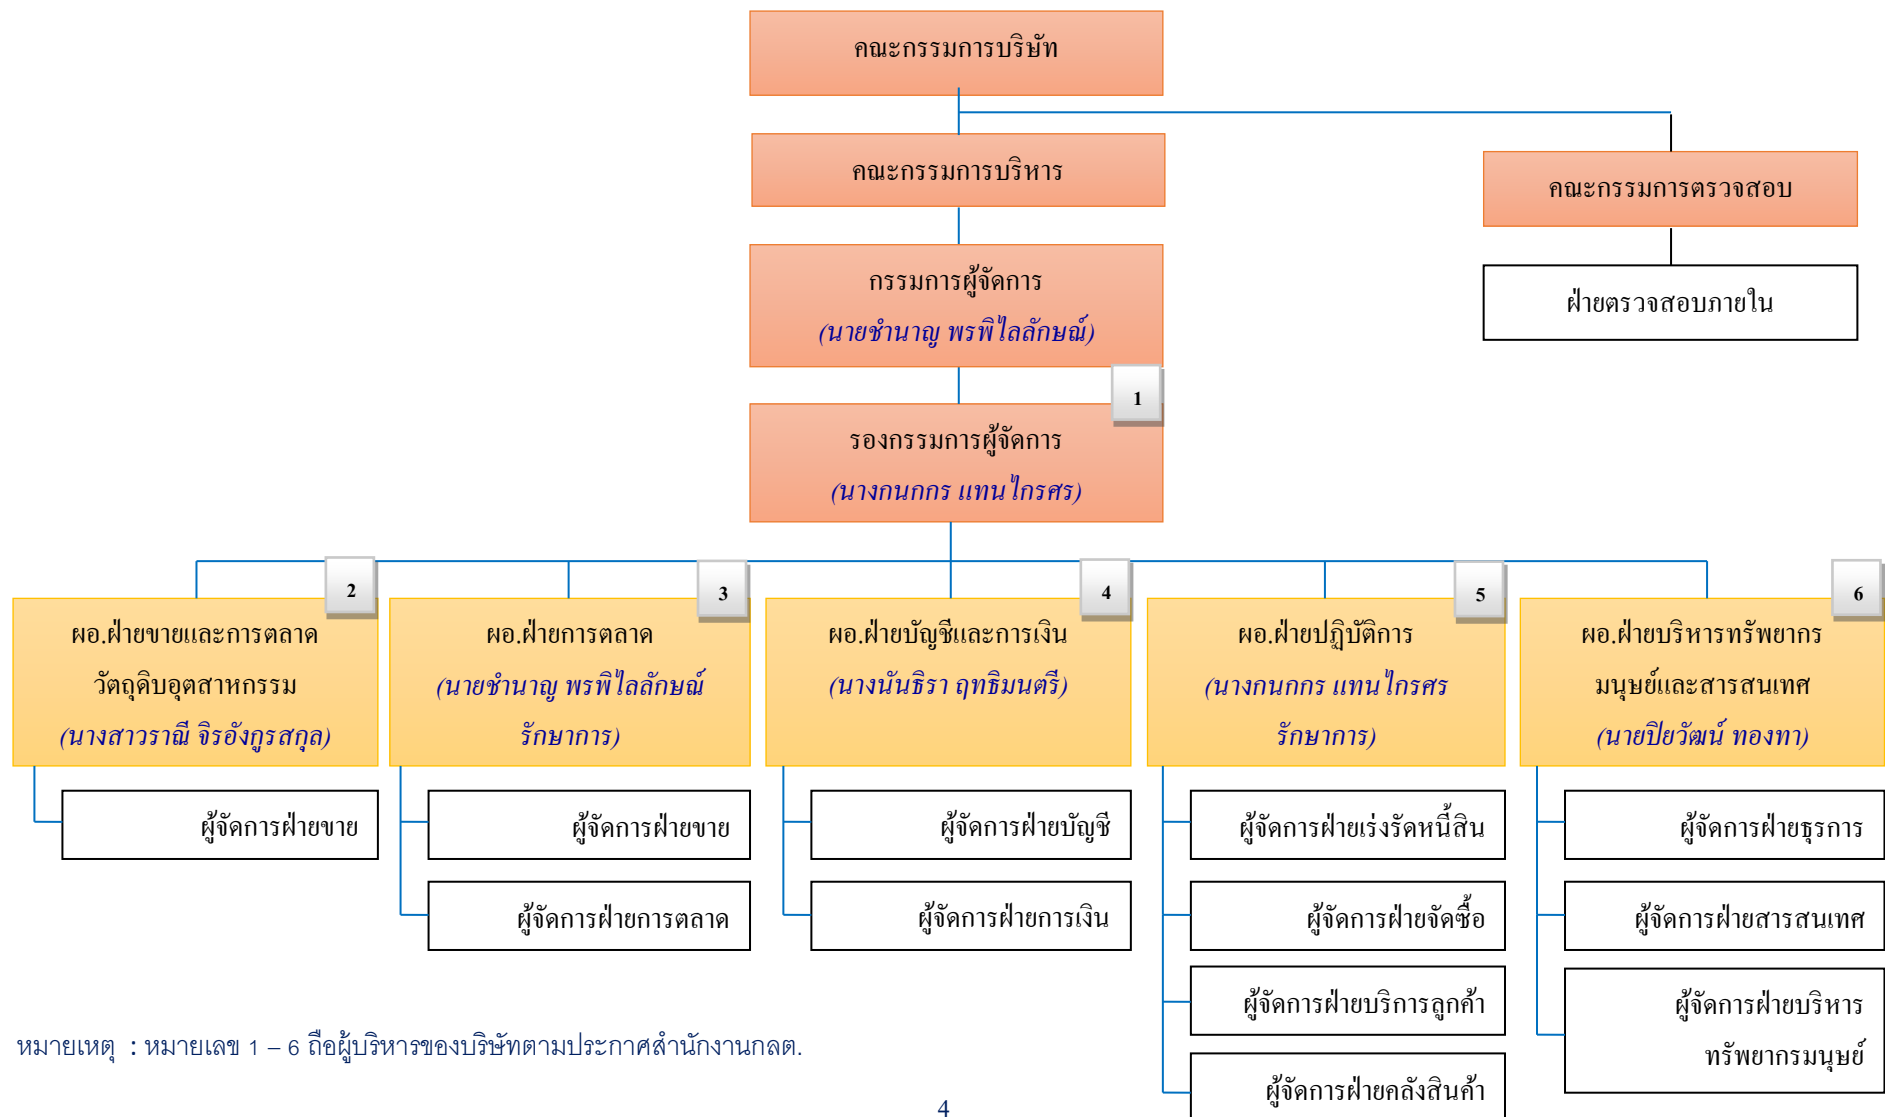 คณะกรรมการบริษัท
คณะกรรมการบริหาร
คณะกรรมการตรวจสอบ
กรรมการผู้จัดการ
(นายชำนาญ พรพิไลลักษณ์)
ฝ่ายตรวจสอบภายใน
1
รองกรรมการผู้จัดการ
(นางกนกกร แทนไกรศร)
2
ผอ.ฝ่ายขายและการตลาด
วัตถุดิบอุตสาหกรรม
(นางสาวราณี จิรอังกูรสกุล)
3
ผอ.ฝ่ายการตลาด
(นายชำนาญ พรพิไลลักษณ์
รักษาการ)
4
ผอ.ฝ่ายบัญชีและการเงิน
(นางนันธิรา ฤทธิมนตรี)
5
ผอ.ฝ่ายปฏิบัติการ
(นางกนกกร แทนไกรศร
รักษาการ)
6
ผอ.ฝ่ายบริหารทรัพยากร
มนุษย์และสารสนเทศ
(นายปิยวัฒน์ ทองทา)
ผู้จัดการฝ่ายขาย
ผู้จัดการฝ่ายขาย
ผู้จัดการฝ่ายการตลาด
ผู้จัดการฝ่ายบัญชี
ผู้จัดการฝ่ายการเงิน
ผู้จัดการฝ่ายเร่งรัดหนี้สิน
ผู้จัดการฝ่ายจัดซื้อ
ผู้จัดการฝ่ายบริการลูกค้า
ผู้จัดการฝ่ายคลังสินค้า
ผู้จัดการฝ่ายธุรการ
ผู้จัดการฝ่ายสารสนเทศ
ผู้จัดการฝ่ายบริหาร
ทรัพยากรมนุษย์
หมายเหตุ : หมายเลข 1 – 6 ถือผู้บริหารของบริษัทตามประกาศสำนักงานกลต.
4